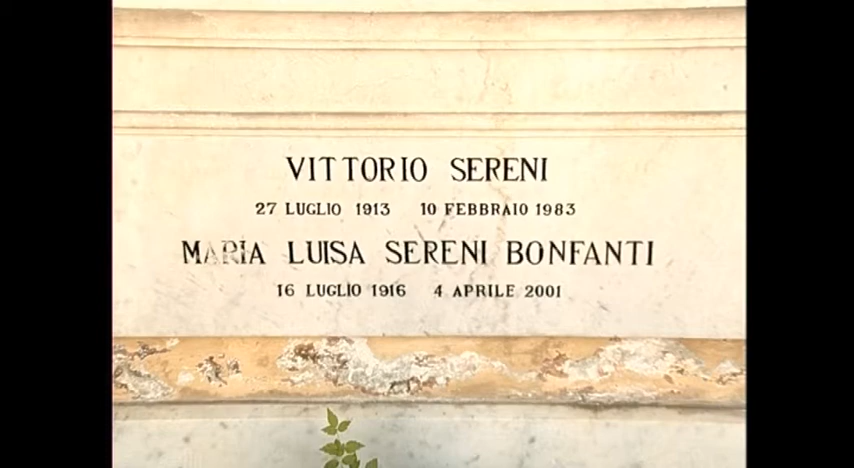 VITTORIO SERENI
27 LUGLIO 1913 10 FEBBRAIO 1983
MARIA LUISA SERENI BONFANTI
16 LUGLIO 1916 4 APRILE 2001